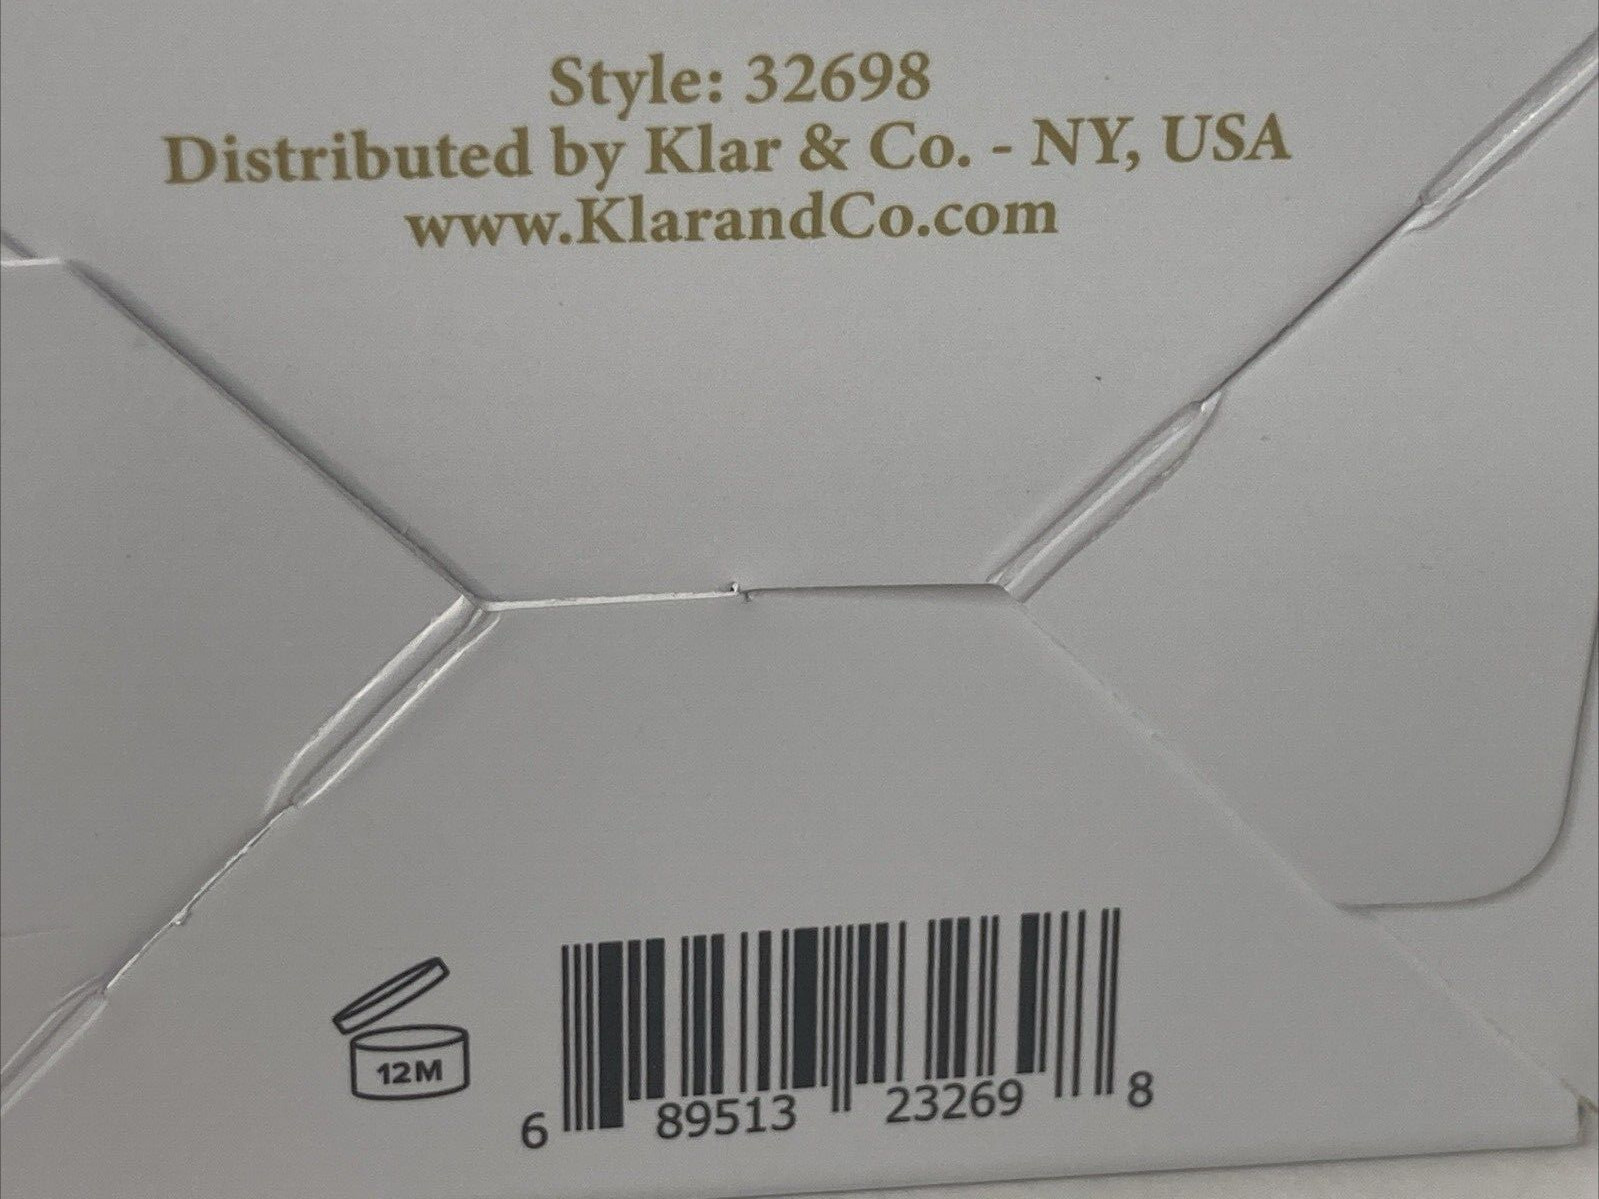 Style: 32698
Distributed by Klar & Co. - NY, USA
www.KlarandCo.com
12M
6 89513 23269 8